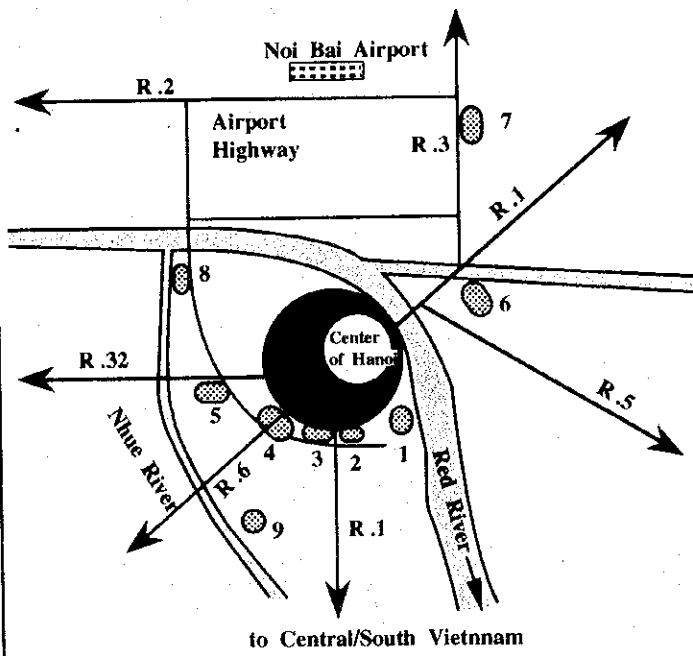 Noi Bai Airport
R .2
Airport
Highway
7
R .3
R .1
8
6
Center
of Hanoi
R .32
R .5
5
4
3
2
1
Nhue River
R .6
Red River
9
R .1
to Central/South Vietnnam